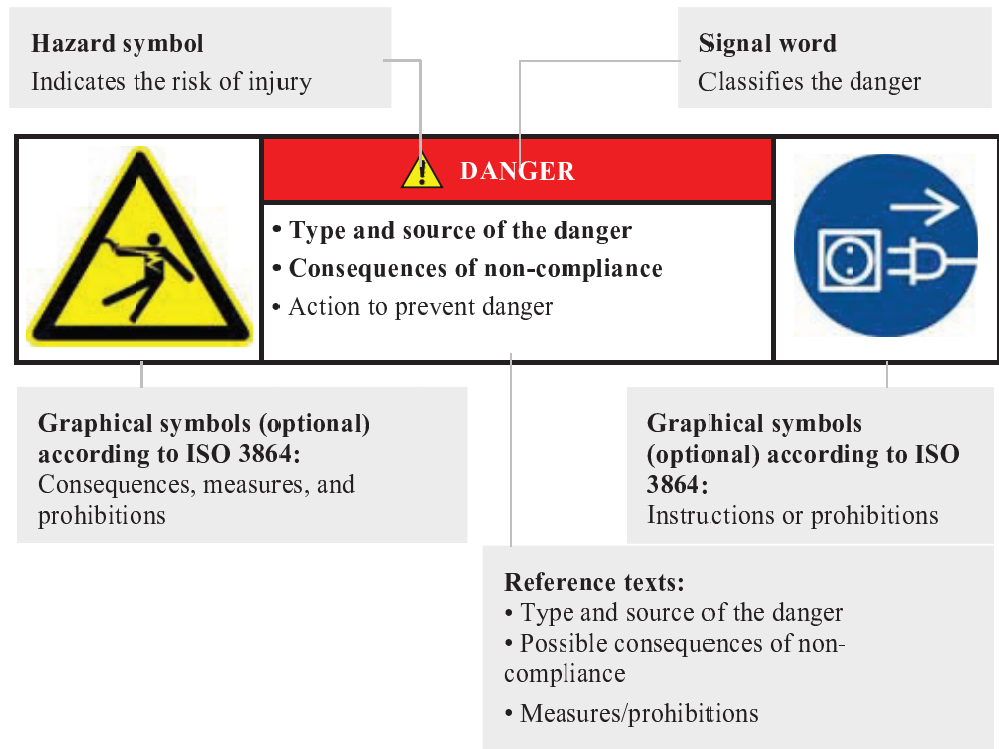 Hazard symbol
Indicates the risk of injury
Signal word
Classifies the danger
DANGER
• Type and source of the danger
• Consequences of non-compliance
• Action to prevent danger
Graphical symbols (optional)
according to ISO 3864:
Consequences, measures, and
prohibitions
Graphical symbols
(optional) according to ISO
3864:
Instructions or prohibitions
Reference texts:
• Type and source of the danger
• Possible consequences of non-
compliance
• Measures/prohibitions